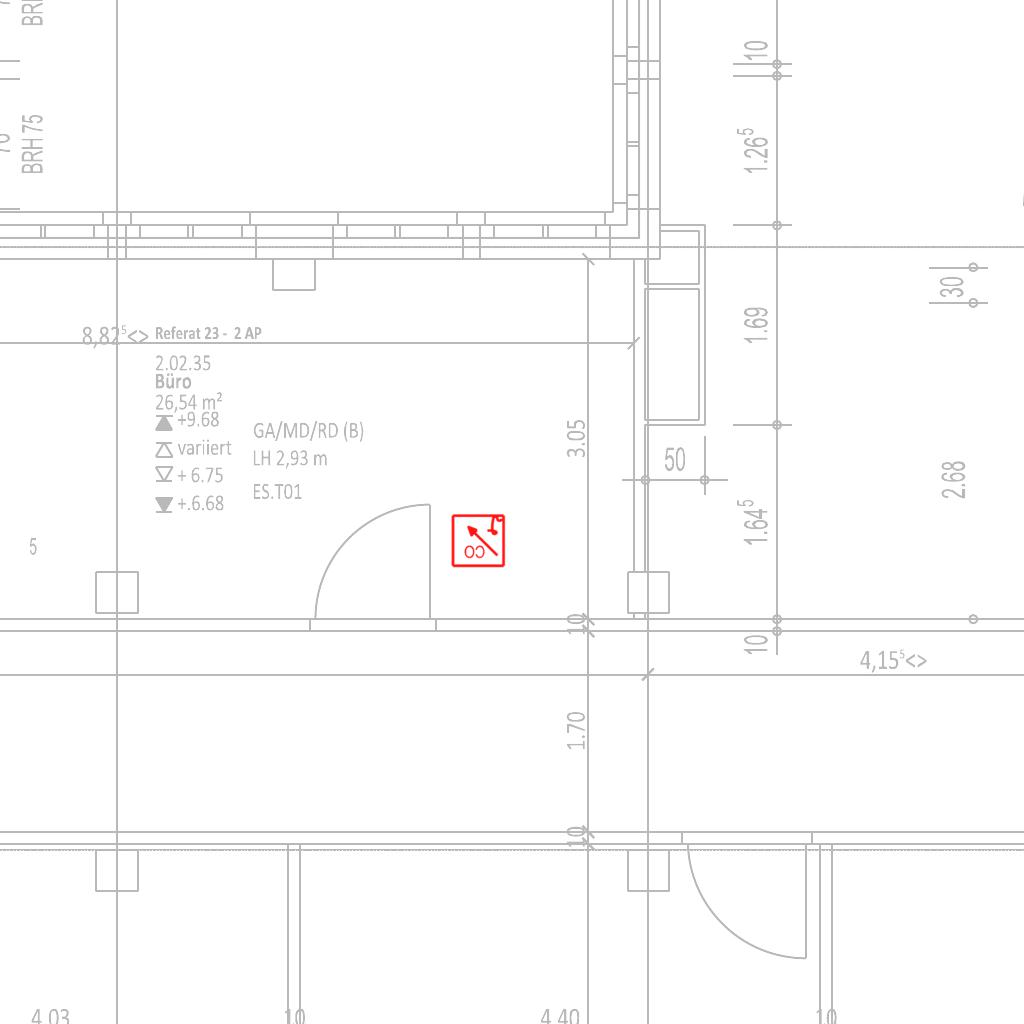 BRH 75
10
1.26⁵
30
1.69
8,82⁵<>
Referat 23 - 2 AP
2.02.35
Büro
26,54 m²
+9.68
variiert
+ 6.75
+.6.68
GA/MD/RD (B)
LH 2,93 m
ES.T01
3.05
50
2.68
1.64⁵
5
CO
10
10
4,15⁵<>
1.70
10
4.03
10
4.40
10